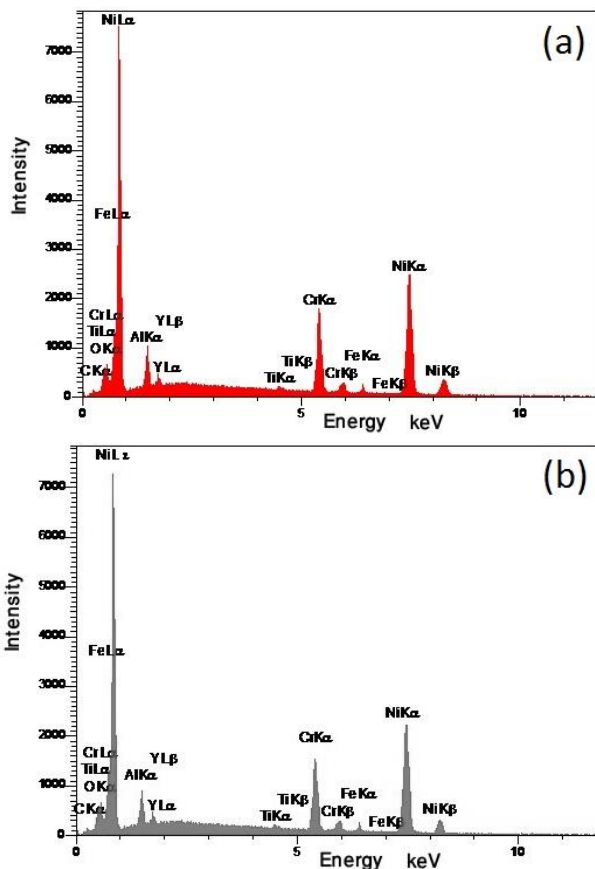 (a)
NiLα
7000
6000
5000
4000
3000
2000
1000
0
Intensity
FeLα
CrLα
TiLα
OKα
CKα
AlKα
YLβ
YLα
TiKα
TiKβ
CrKα
CrKβ
FeKα
FeKβ
NiKα
NiKβ
0 5 10
Energy keV
(b)
NiLε
7000
6000
5000
4000
3000
2000
1000
0
Intensity
FeLα
CrLα
TiLα
OKα
CKα
AlKα
YLβ
YLα
TiKα
TiKβ
CrKα
CrKβ
FeKα
FeKβ
NiKα
NiKβ
0 5 10
Energy keV